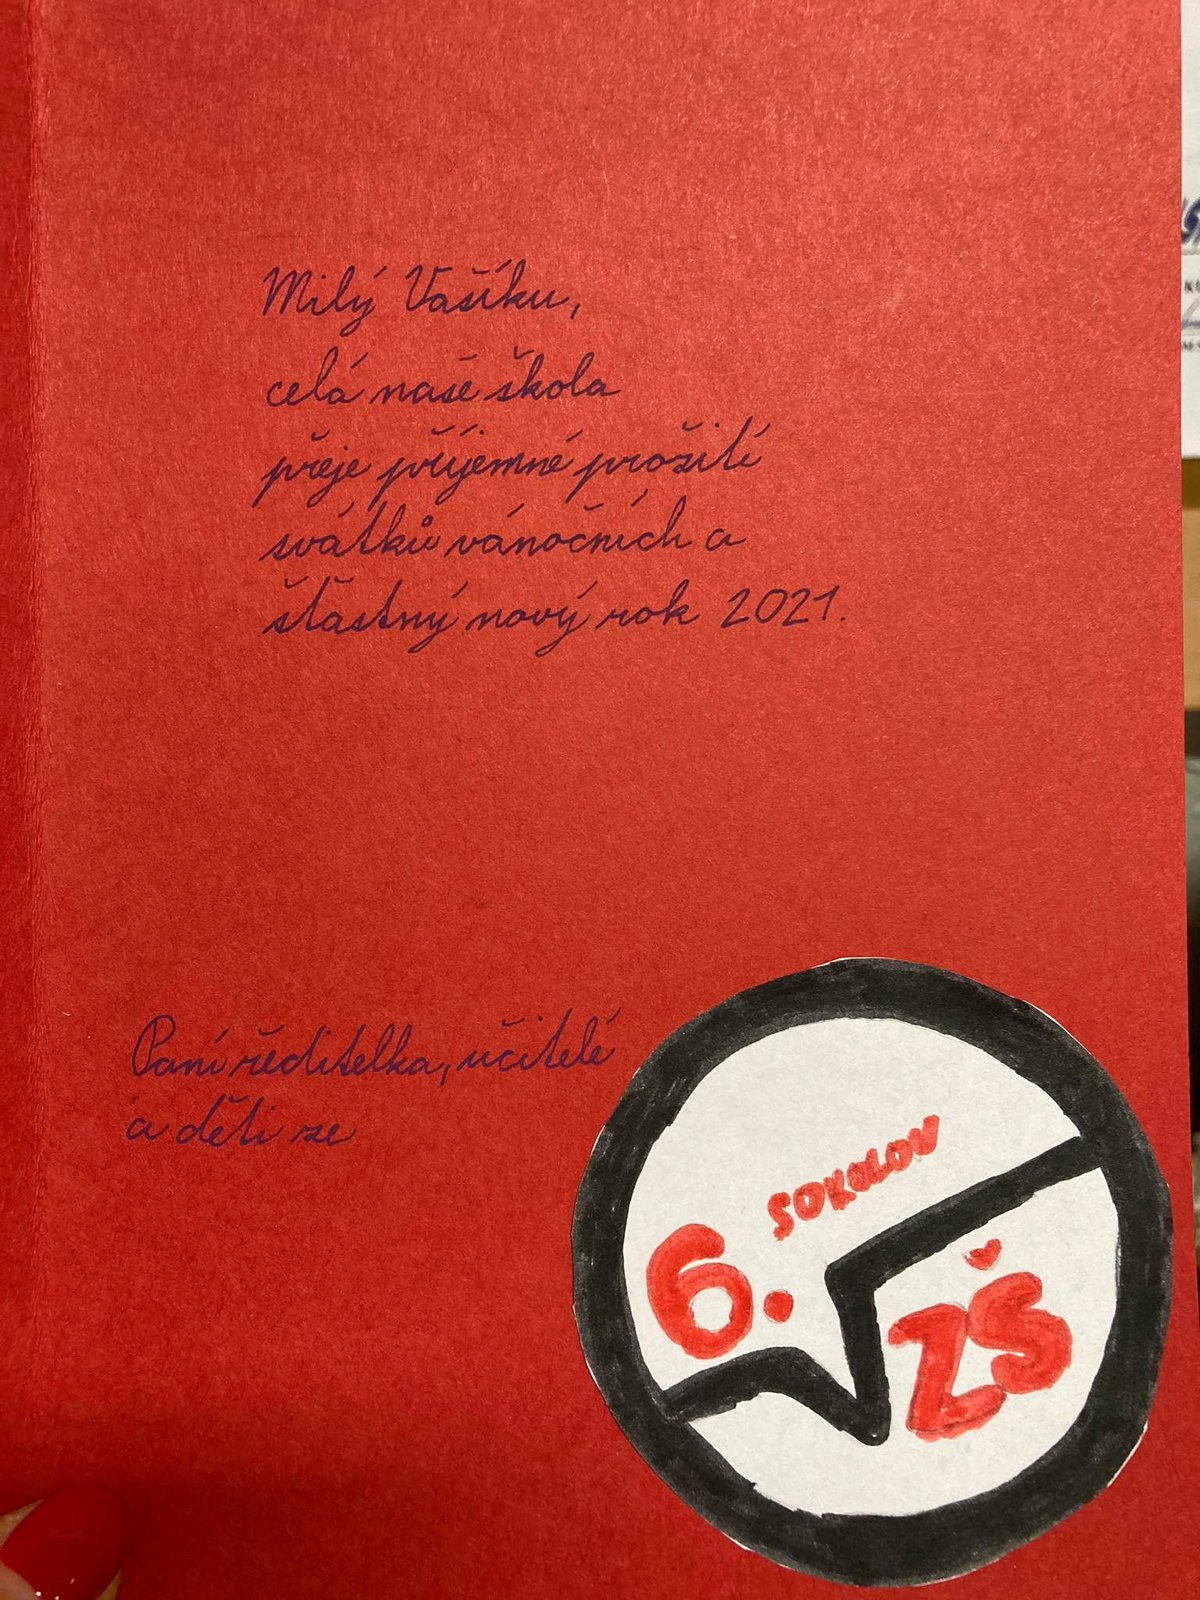 Milý Vašíku,
celá naše škola
přeje příjemné prožití
svátků vánočních a
šťastný nový rok 2021.
Paní ředitelka, učitelé
a děti ze
SOKOLOV
6.
ZŠ